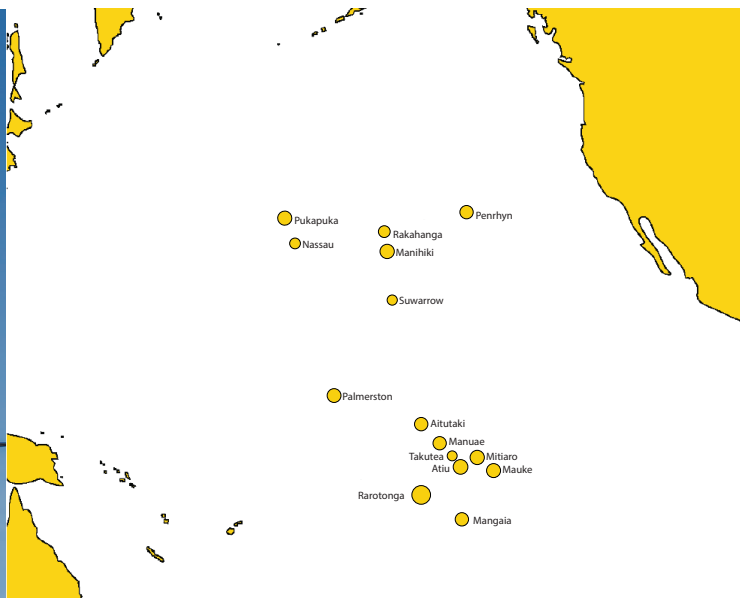 Penrhyn
Pukapuka
Rakahanga
Nassau
Manihiki
Suwarrow
Palmerston
Aitutaki
Manuae
Takutea
Mitiaro
Atiu
Mauke
Rarotonga
Mangaia